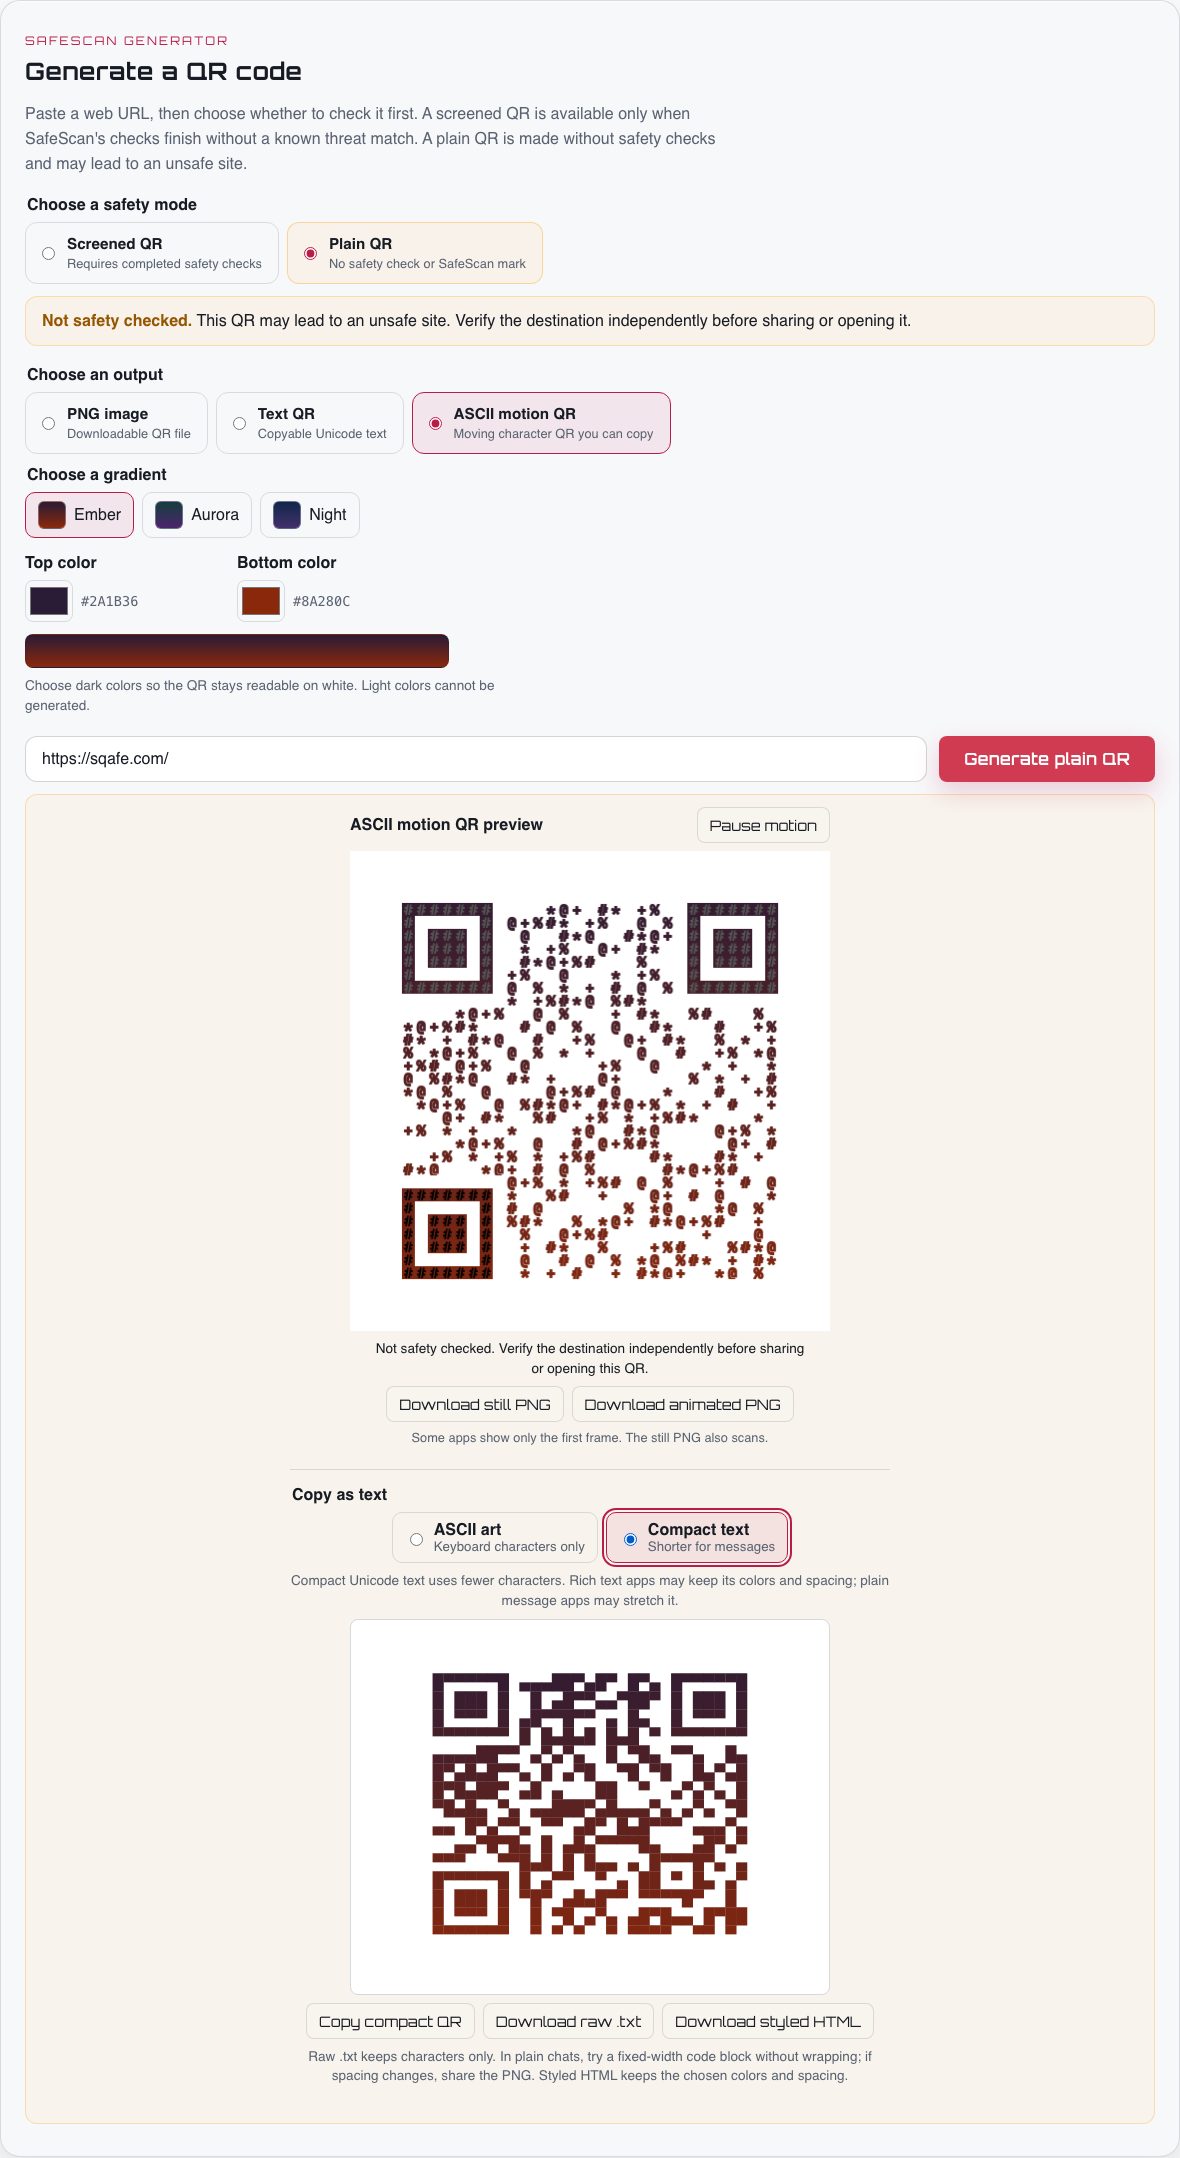 SAFESCAN GENERATOR
Generate a QR code
Paste a web URL, then choose whether to check it first. A screened QR is available only when
SafeScan's checks finish without a known threat match. A plain QR is made without safety checks
and may lead to an unsafe site.
Choose a safety mode
Screened QR
Requires completed safety checks
Plain QR
No safety check or SafeScan mark
Not safety checked. This QR may lead to an unsafe site. Verify the destination independently before sharing or opening it.
Choose an output
PNG image
Downloadable QR file
Text QR
Copyable Unicode text
ASCII motion QR
Moving character QR you can copy
Choose a gradient
Ember
Aurora
Night
Top color
Bottom color
#2A1B36
#8A280C
Choose dark colors so the QR stays readable on white. Light colors cannot be
generated.
https://sqafe.com/
Generate plain QR
ASCII motion QR preview
Pause motion
Not safety checked. Verify the destination independently before sharing
or opening this QR.
Download still PNG
Download animated PNG
Some apps show only the first frame. The still PNG also scans.
Copy as text
ASCII art
Keyboard characters only
Compact text
Shorter for messages
Compact Unicode text uses fewer characters. Rich text apps may keep its colors and spacing; plain
message apps may stretch it.
Copy compact QR
Download raw .txt
Download styled HTML
Raw .txt keeps characters only. In plain chats, try a fixed-width code block without wrapping; if
spacing changes, share the PNG. Styled HTML keeps the chosen colors and spacing.